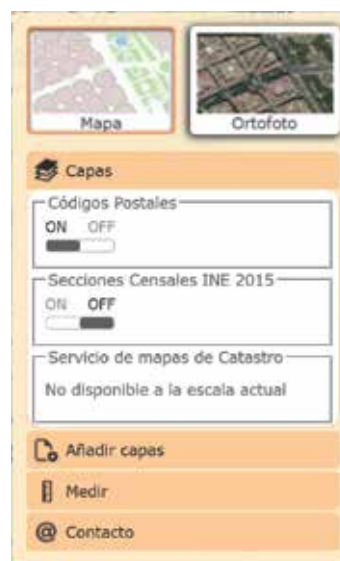 Mapa Ortofoto
Capas
Códigos Postales
ON OFF
Secciones Censales INE 2015
ON OFF
Servicio de mapas de Catastro
No disponible a la escala actual
Añadir capas
Medir
@ Contacto